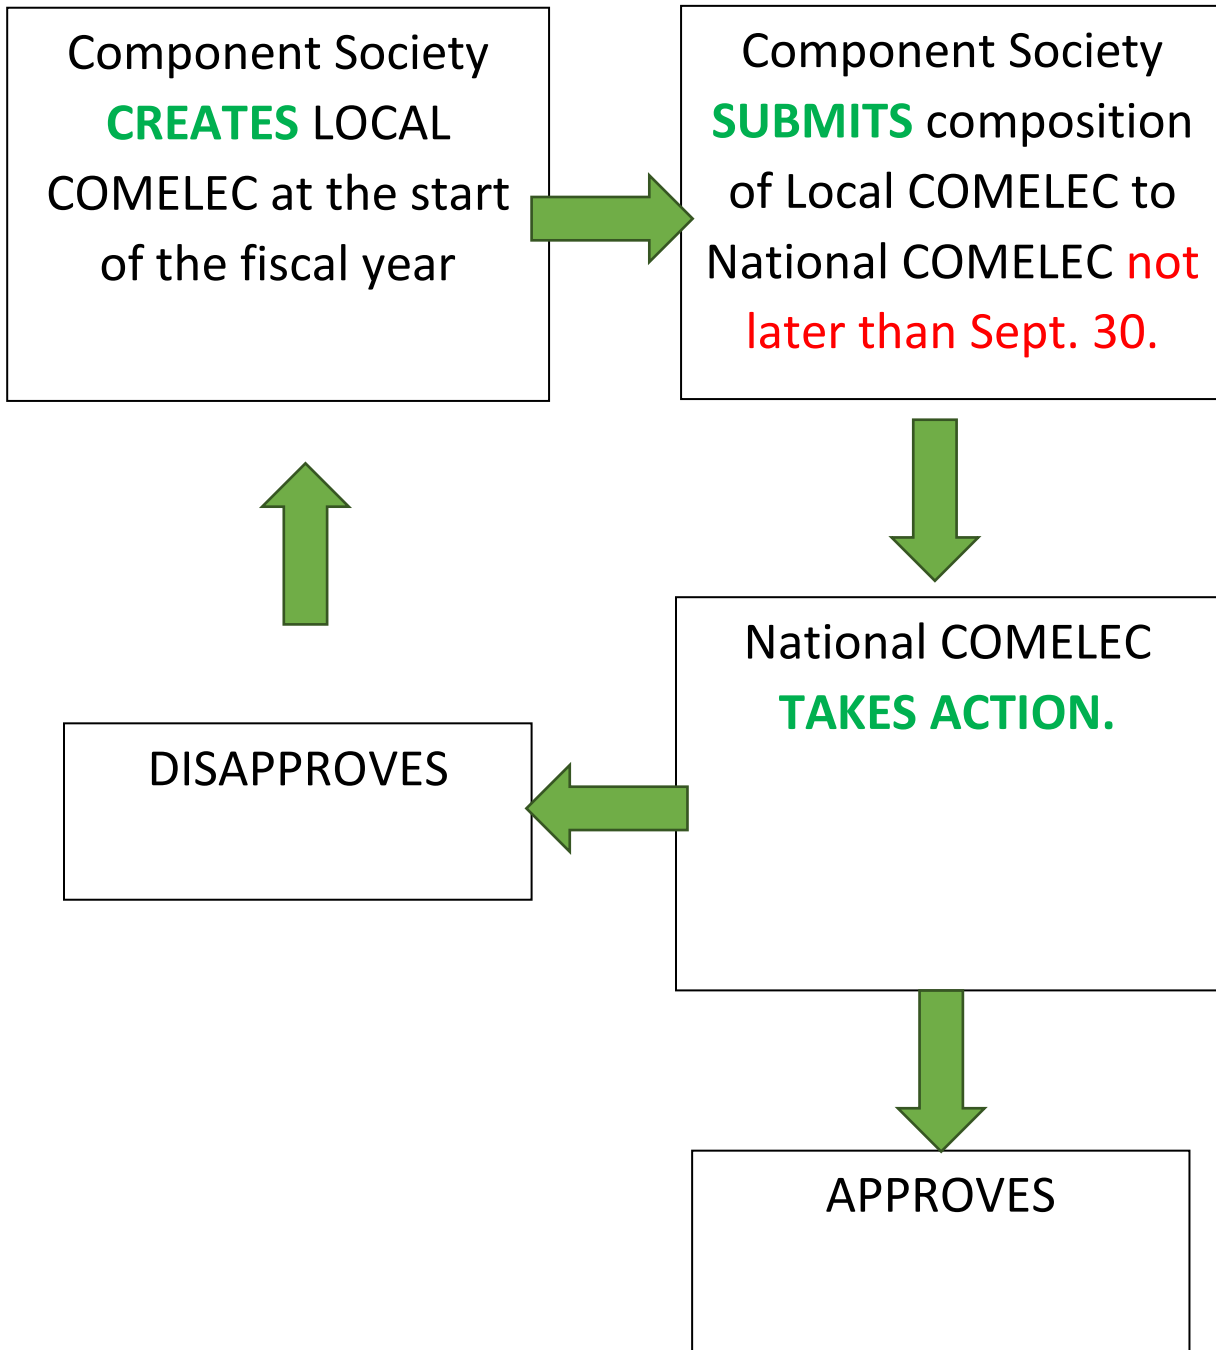 Component Society
CREATES LOCAL
COMELEC at the start
of the fiscal year
Component Society
SUBMITS composition
of Local COMELEC to
National COMELEC not
later than Sept. 30.
National COMELEC
TAKES ACTION.
DISAPPROVES
APPROVES